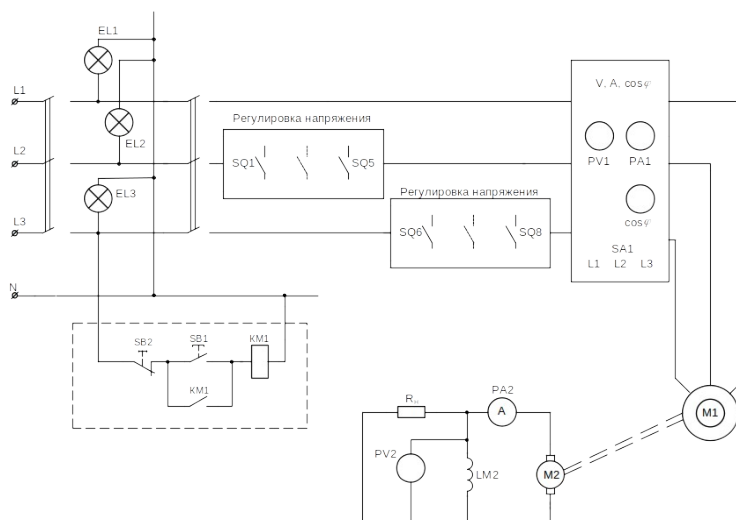 EL1
L1
V, A, cosφ
Регулировка напряжения
EL2
L2
SQ1
SQ5
PV1
PA1
Регулировка напряжения
EL3
L3
SQ6
SQ8
cosφ
SA1
L1 L2 L3
N
SB2
SB1
KM1
KM1
PA2
R
A
M1
PV2
LM2
M2